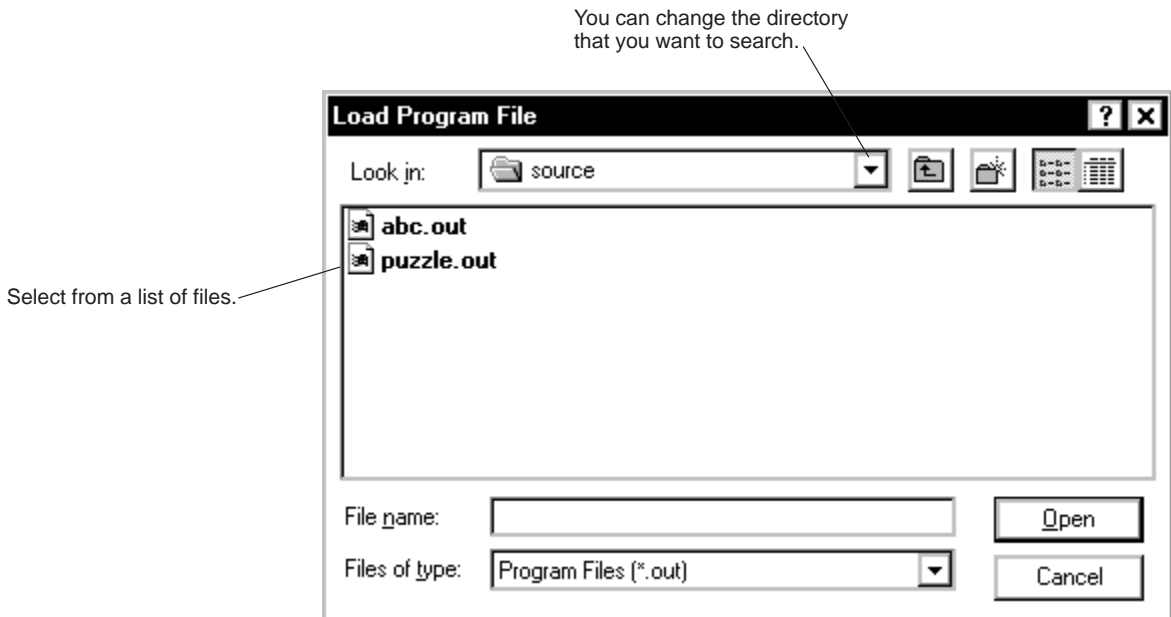 You can change the directory
that you want to search.
Load Program File
Look in:
source
abc.out
puzzle.out
Select from a list of files.
File name:
Open
Files of type:
Program Files (*.out)
Cancel